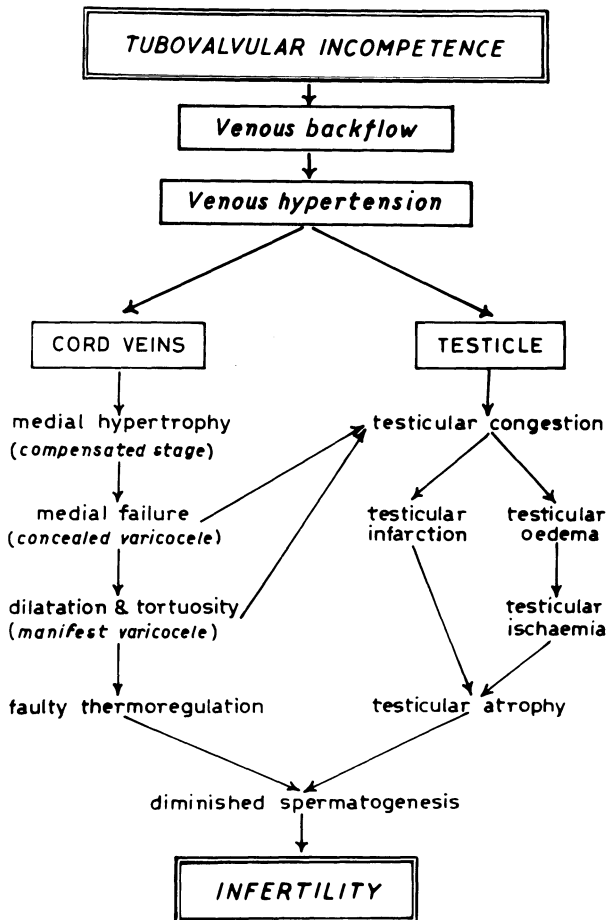 TUBOVALVULAR INCOMPETENCE
Venous backflow
Venous hypertension
CORD VEINS
medial hypertrophy
(compensated stage)
medial failure
(concealed varicocele)
dilatation & tortuosity
(manifest varicocele)
faulty thermoregulation
TESTICLE
testicular congestion
testicular
infarction
testicular
oedema
testicular
ischaemia
testicular atrophy
diminished spermatogenesis
INFERTILITY